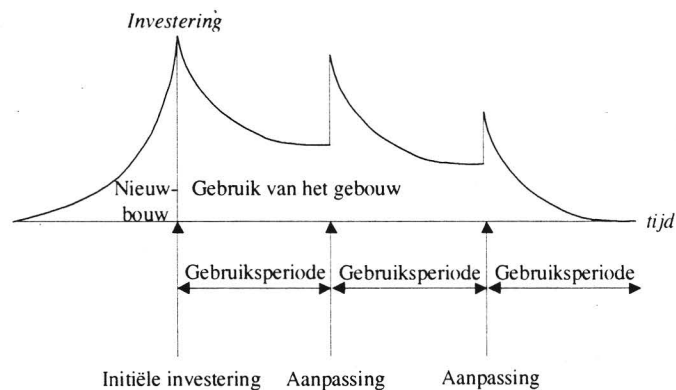 Investering
Nieuw- Gebruik van het gebouw
bouw
tijd
Gebruiksperiode Gebruiksperiode Gebruiksperiode
Initiële investering Aanpassing Aanpassing